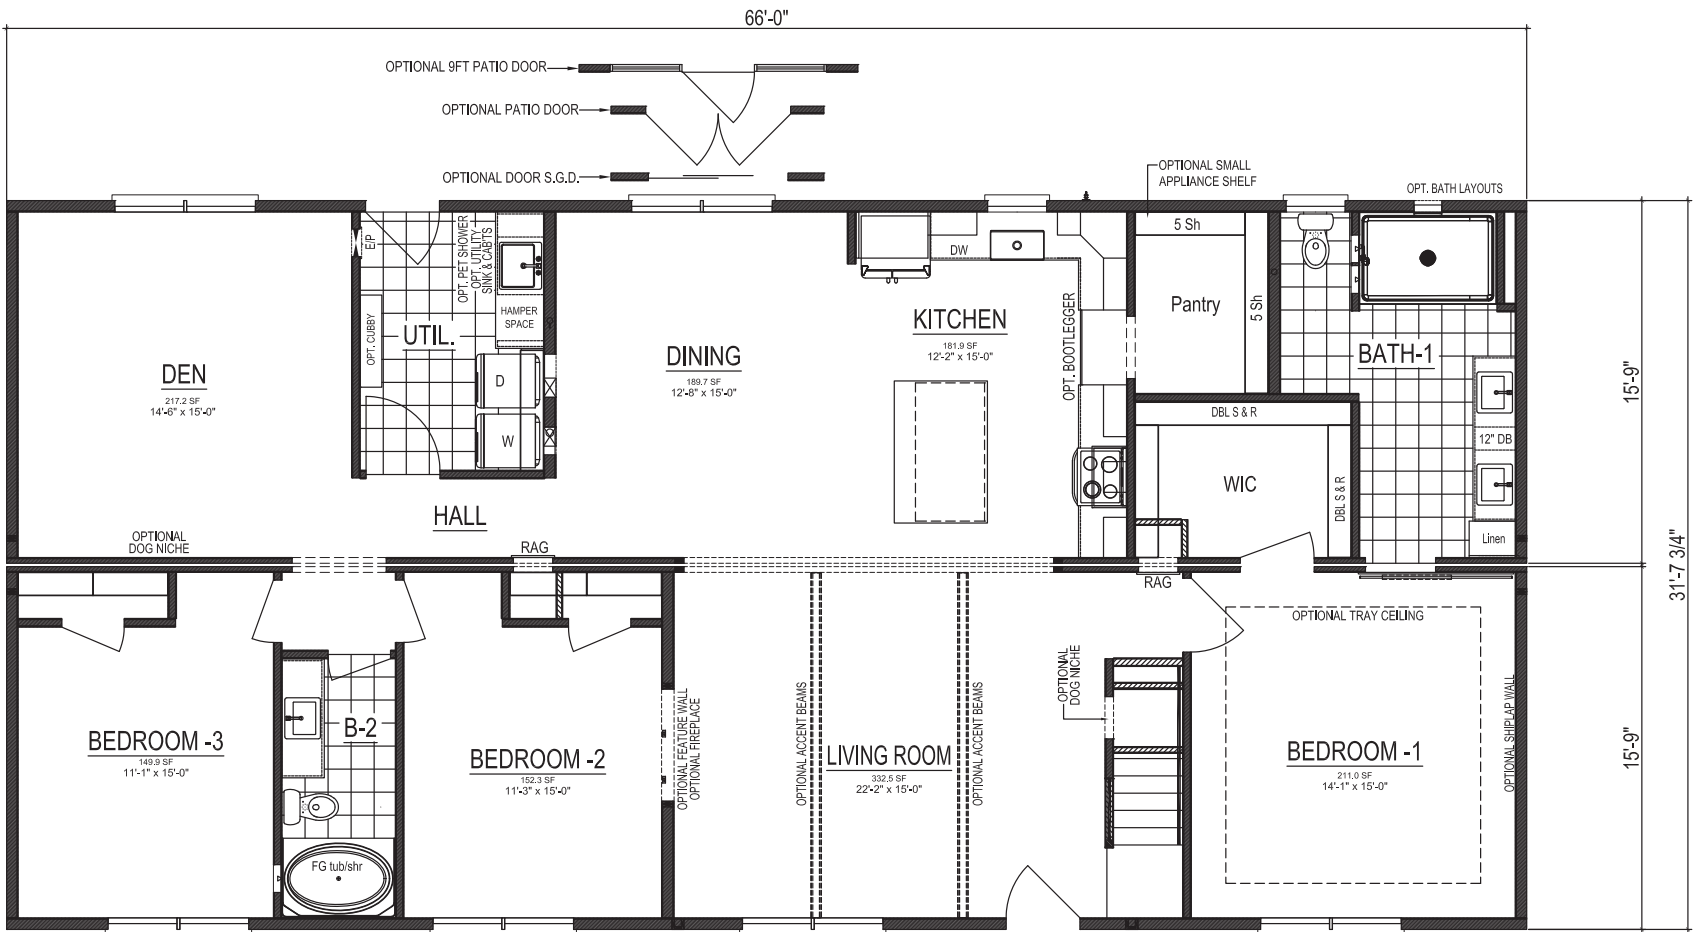 66'-0"
OPTIONAL 9FT PATIO DOOR
OPTIONAL PATIO DOOR
OPTIONAL DOOR S.G.D.
OPTIONAL SMALL
APPLIANCE SHELF
OPT. BATH LAYOUTS
E/P
OPT. PET SHOWER
OPT. UTILITY
SINK & CAB'TS
DW
5 Sh
HAMPER
SPACE
OPT. CUBBY
UTIL.
DEN
217.2 SF
14'-6" x 15'-0"
D
W
DINING
189.7 SF
12'-8" x 15'-0"
KITCHEN
181.9 SF
12'-2" x 15'-0"
OPT. BOOTLEGGER
Pantry
5 Sh
BATH-1
15'-9"
DBL S & R
12" DB
WIC
DBL S & R
Linen
HALL
OPTIONAL
DOG NICHE
RAG
RAG
31'-7 3/4"
OPTIONAL TRAY CEILING
BEDROOM -3
149.9 SF
11'-1" x 15'-0"
B-2
FG tub/shr
BEDROOM -2
152.3 SF
11'-3" x 15'-0"
OPTIONAL FEATURE WALL
OPTIONAL FIREPLACE
OPTIONAL ACCENT BEAMS
LIVING ROOM
332.5 SF
22'-2" x 15'-0"
OPTIONAL ACCENT BEAMS
OPTIONAL
DOG NICHE
BEDROOM -1
211.0 SF
14'-1" x 15'-0"
OPTIONAL SHIPLAP WALL
15'-9"